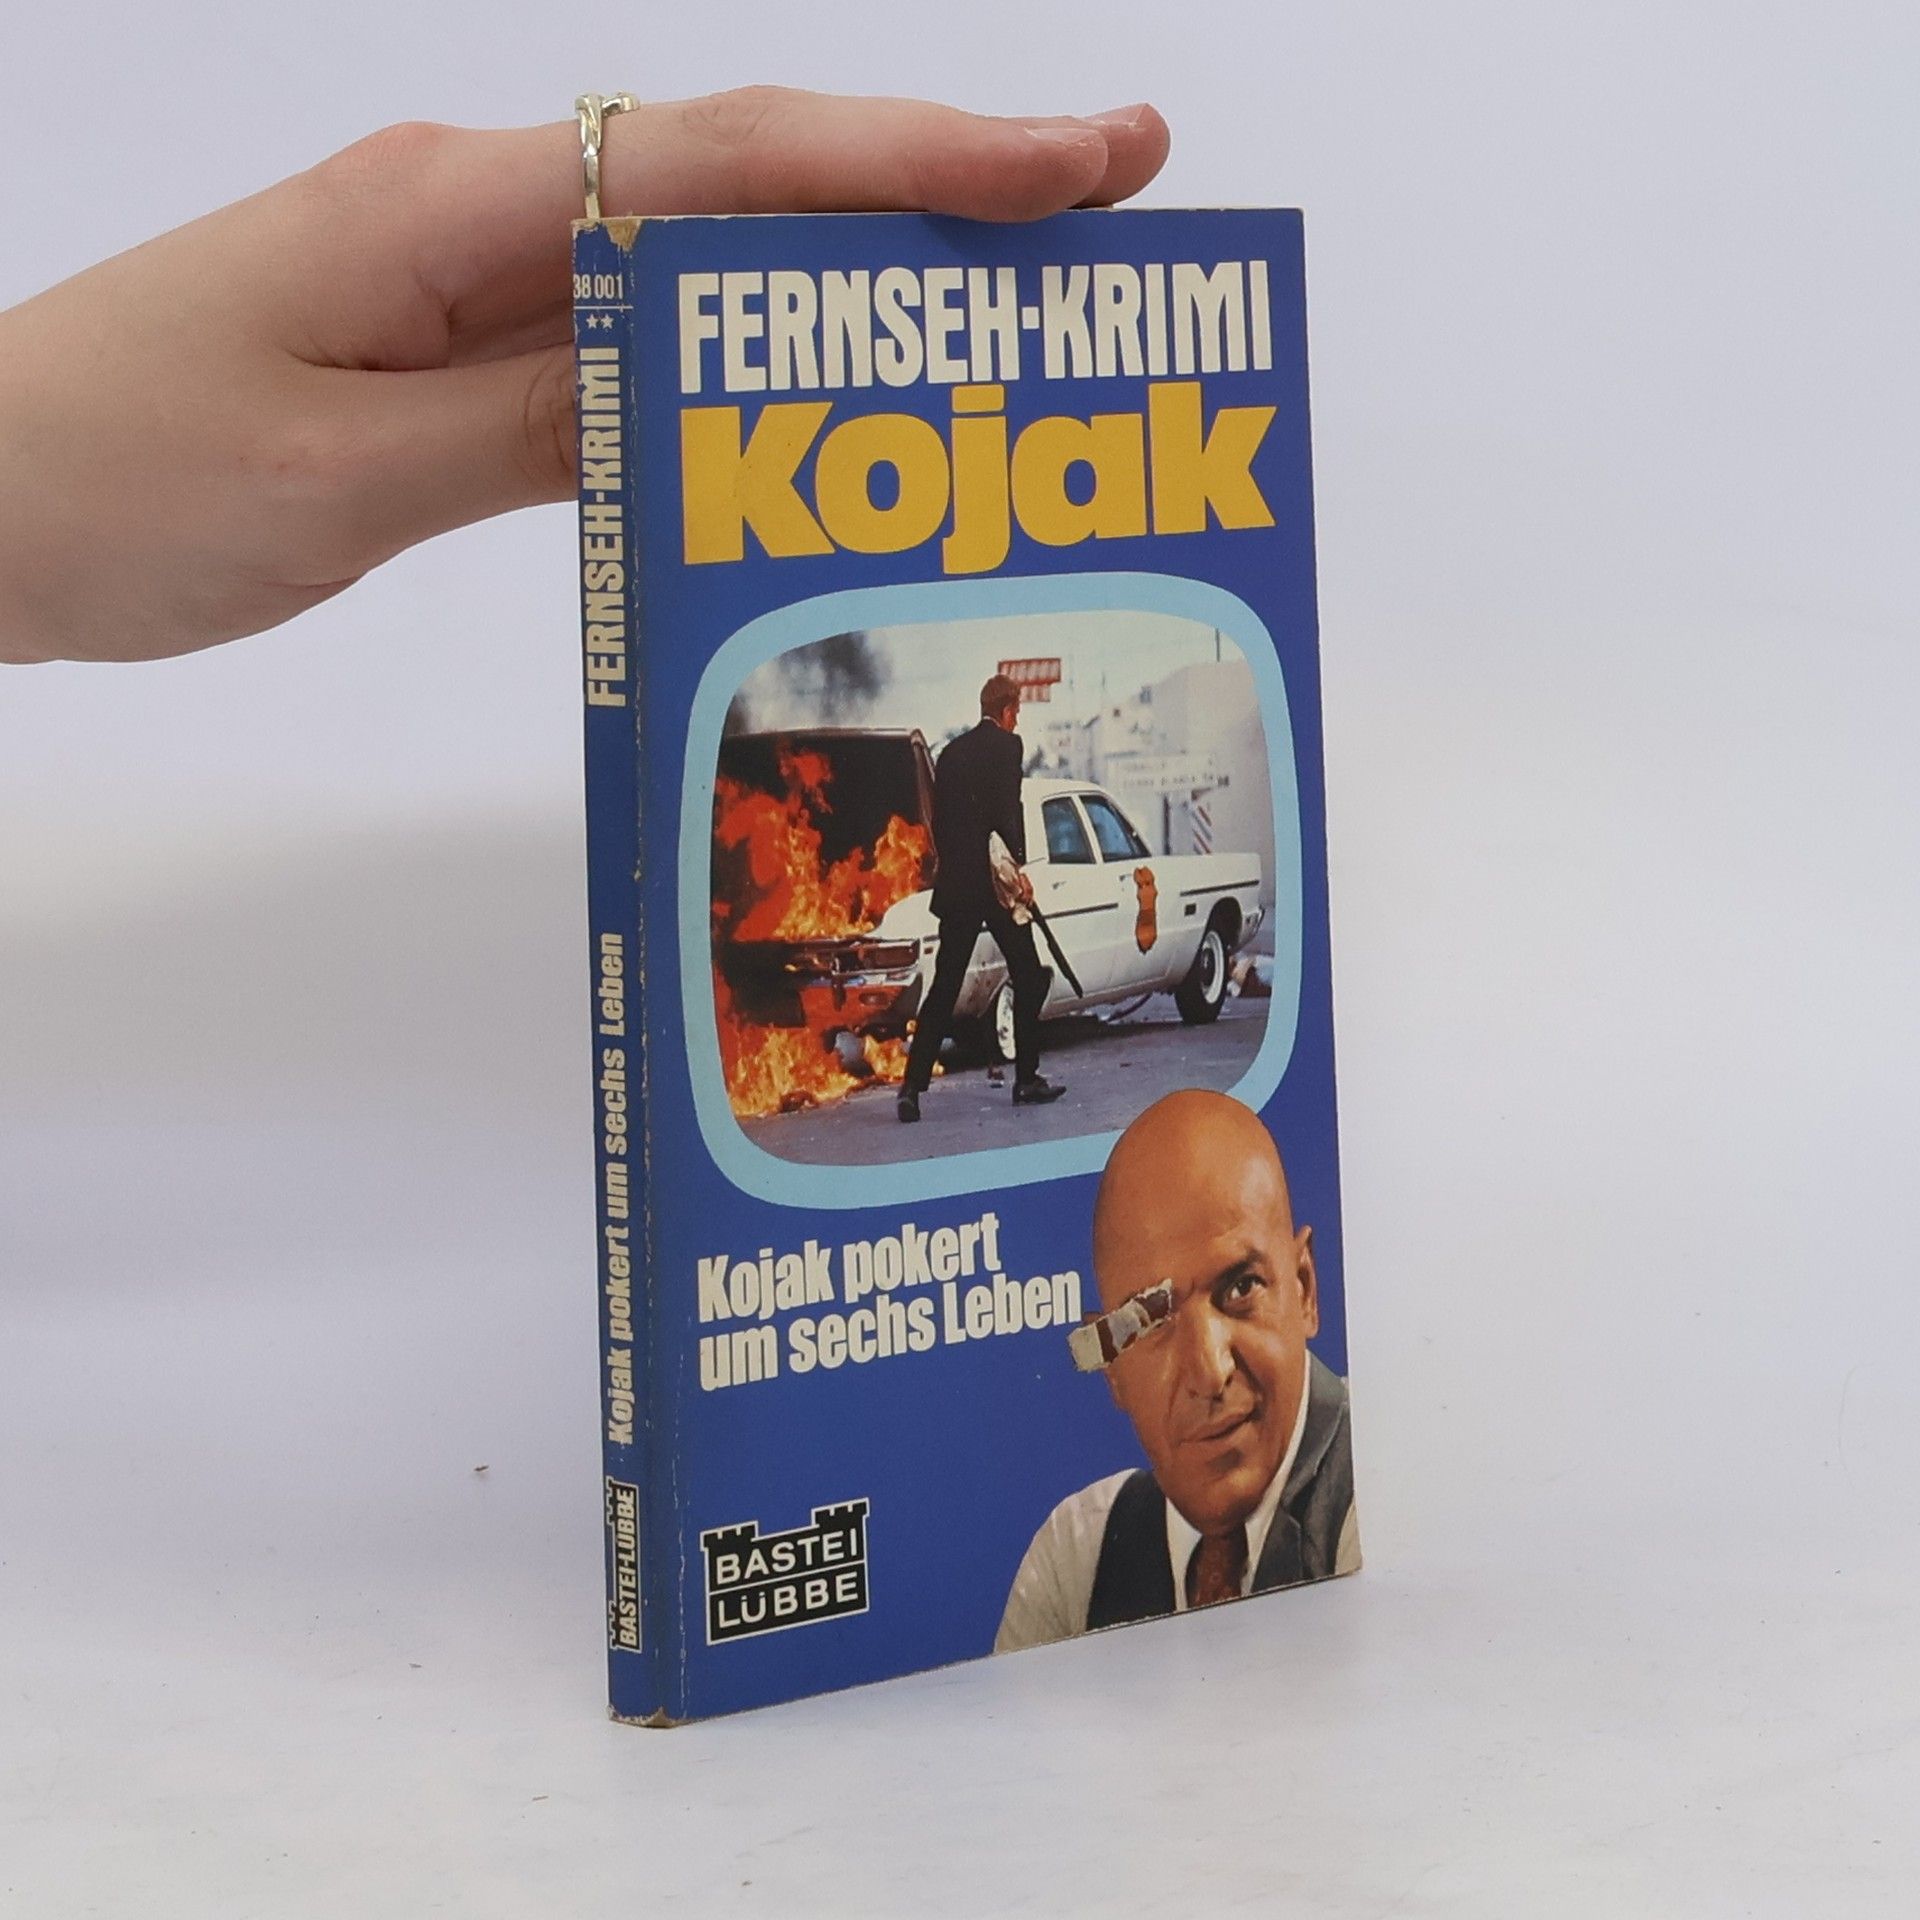 38 001
FERNSEH-KRIMI
Kojak pokert um sechs Leben
BASTEI-LÜBBE
FERNSEH-KRIMI
Kojak
Kojak pokert
um sechs Leben
BASTEI
LÜBBE